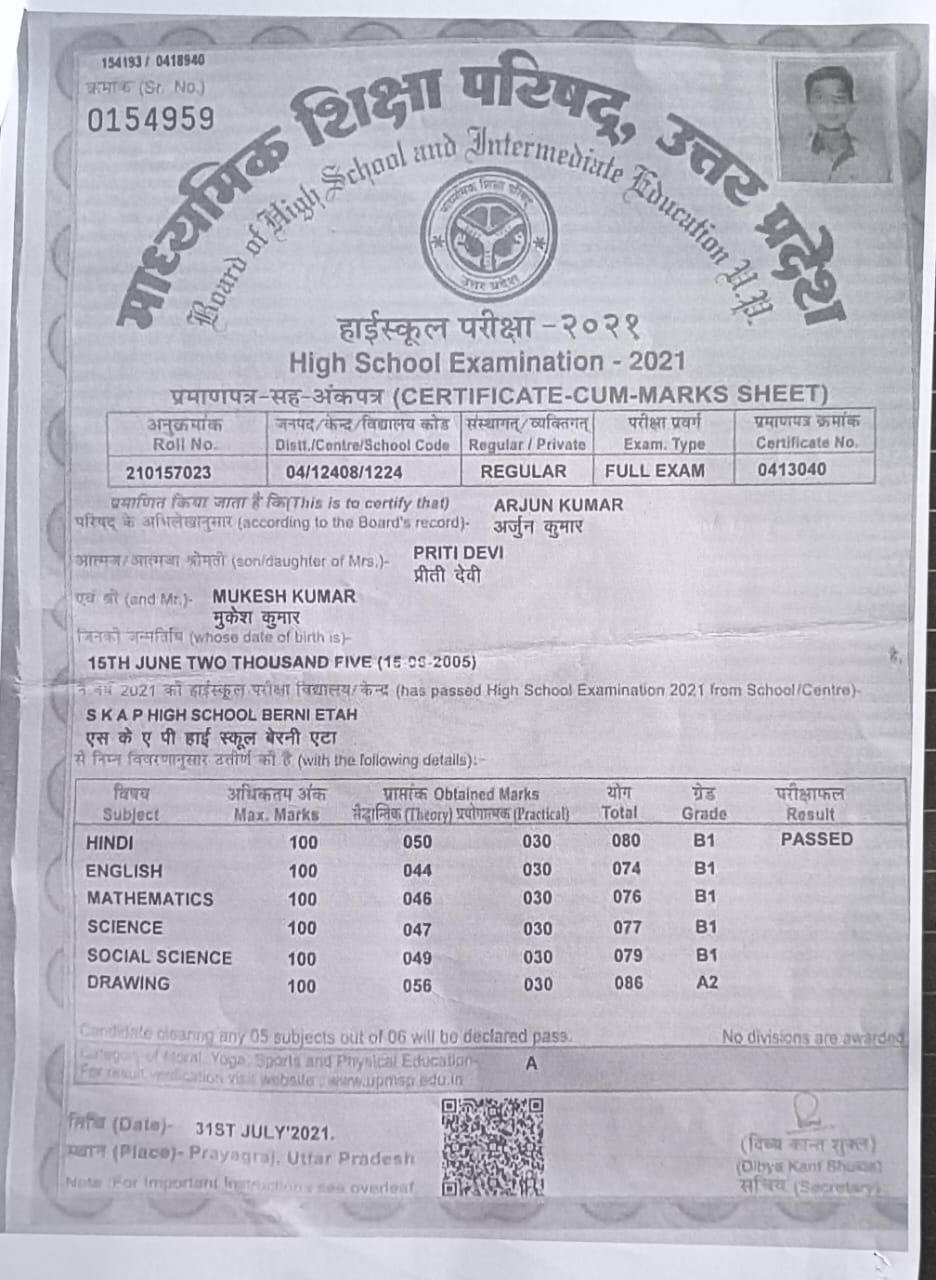 154193/ 0418940
क्रमांक (Sr. No.)
0154959
माध्यमिक शिक्षा परिषद्, उत्तर प्रदेश
Board of High School and Intermediate Education U.P.
माध्यमिक शिक्षा परिषद्
उत्तर प्रदेश
हाईस्कूल परीक्षा -२०२१
High School Examination - 2021
प्रमाणपत्र-सह-अंकपत्र (CERTIFICATE-CUM-MARKS SHEET)
अनुक्रमांक जनपद/केन्द्र/विद्यालय कोड संस्थागत्/व्यक्तिगत् परीक्षा प्रवर्ग प्रमाणपत्र क्रमांक
Roll No. Distt./Centre/School Code Regular / Private Exam. Type Certificate No.
210157023 04/12408/1224 REGULAR FULL EXAM 0413040
प्रमाणित किया जाता है कि(This is to certify that) ARJUN KUMAR
परिषद् के अभिलेखानुसार (according to the Board's record)- अर्जुन कुमार
आत्मज/आत्मजा श्रीमती (son/daughter of Mrs.)- PRITI DEVI
प्रीती देवी
एवं श्री (and Mr.)- MUKESH KUMAR
मुकेश कुमार
जिनकी जन्मतिथि (whose date of birth is)-
15TH JUNE TWO THOUSAND FIVE (15-06-2005) है,
ने वर्ष 2021 की हाईस्कूल परीक्षा विद्यालय/केन्द्र (has passed High School Examination 2021 from School/Centre)-
S K A P HIGH SCHOOL BERNI ETAH
एस के ए पी हाई स्कूल बेरनी एटा
से निम्न विवरणानुसार उत्तीर्ण की है (with the following details):-
विषय अधिकतम अंक प्राप्तांक Obtained Marks योग ग्रेड परीक्षाफल
Subject Max. Marks सैद्धान्तिक (Theory) प्रयोगात्मक (Practical) Total Grade Result
HINDI 100 050 030 080 B1 PASSED
ENGLISH 100 044 030 074 B1
MATHEMATICS 100 046 030 076 B1
SCIENCE 100 047 030 077 B1
SOCIAL SCIENCE 100 049 030 079 B1
DRAWING 100 056 030 086 A2
Candidate clearing any 05 subjects out of 06 will be declared pass. No divisions are awarded
Category of Moral, Yoga, Sports and Physical Education- A
For result verification visit website : www.upmsp.edu.in
तिथि (Date)- 31ST JULY'2021.
स्थान (Place)- Prayagraj, Uttar Pradesh
Note :For Important Instructions see overleaf
(दिव्य कान्त शुक्ल)
(Dibya Kant Shukla)
सचिव (Secretary)